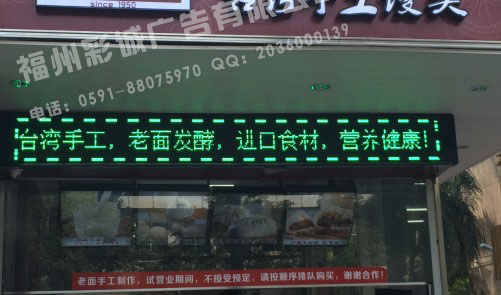 since 1950
手工馒头
福州彩诚广告有限公司
电话：0591-88075970 QQ：2036000139
台湾手工，老面发酵，进口食材，营养健康！
老面手工制作，试营业期间，不接受预定，请按顺序排队购买，谢谢合作！